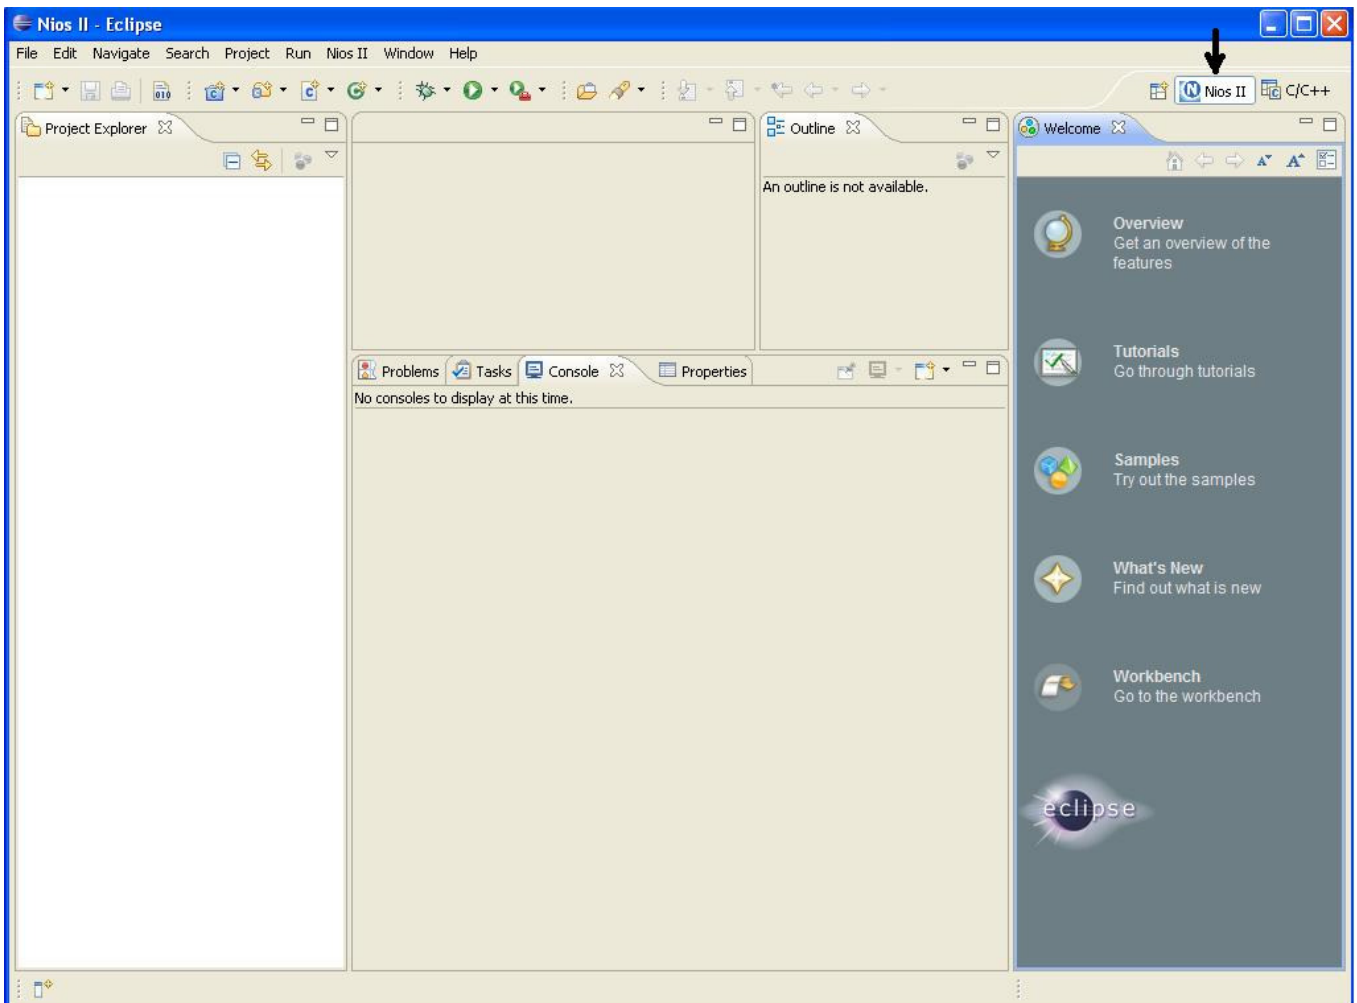 Nios II - Eclipse
File Edit Navigate Search Project Run Nios II Window Help
010
Nios II C/C++
Project Explorer
Outline
Welcome
An outline is not available.
Overview
Get an overview of the
features
Tutorials
Go through tutorials
Problems Tasks Console Properties
No consoles to display at this time.
Samples
Try out the samples
What's New
Find out what is new
Workbench
Go to the workbench
eclipse